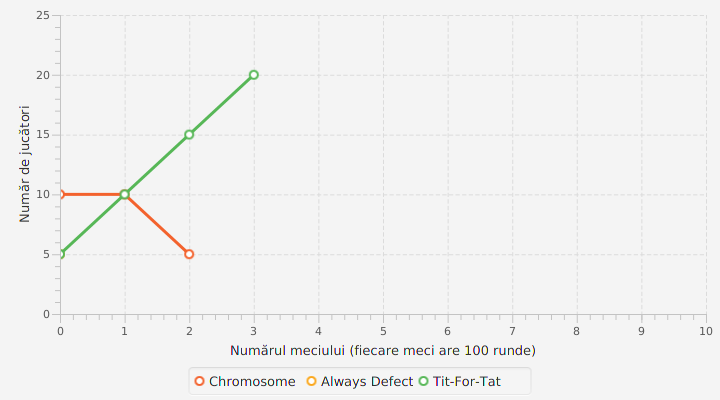 25
20
15
10
5
0
Număr de jucători
0 1 2 3 4 5 6 7 8 9 10
Numărul meciului (fiecare meci are 100 runde)
Chromosome Always Defect Tit-For-Tat